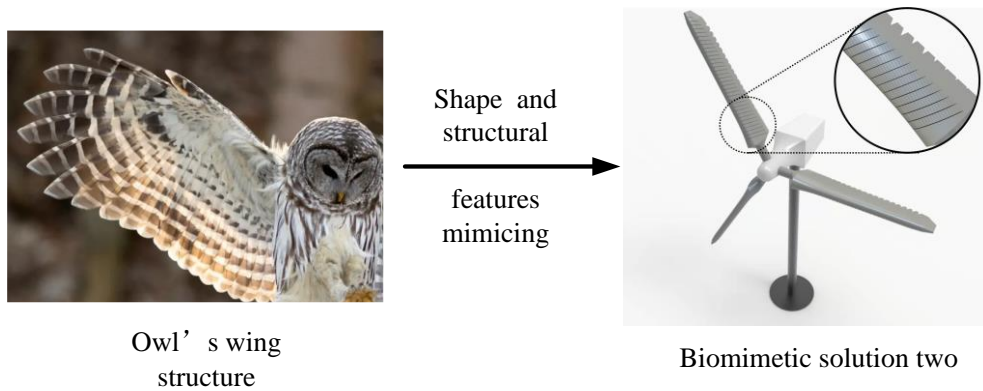 Shape and
structural
features
mimicing
Owl’s wing
structure
Biomimetic solution two